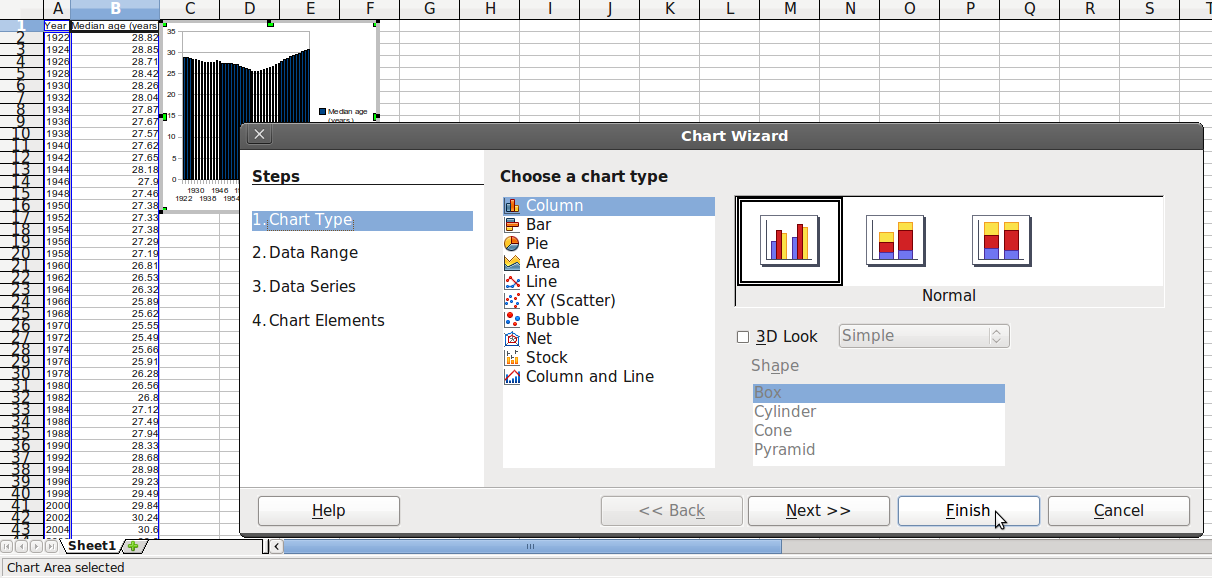 A B C D E F G H I J K L M N O P Q R S T
1 Year Median age (years
2 1922 28.82
3 1924 28.85
4 1926 28.71
5 1928 28.42
6 1930 28.26
7 1932 28.04
8 1934 27.87
9 1936 27.67
10 1938 27.57
11 1940 27.62
12 1942 27.65
13 1944 28.18
14 1946 27.9
15 1948 27.46
16 1950 27.38
17 1952 27.33
18 1954 27.38
19 1956 27.29
20 1958 27.19
21 1960 26.81
22 1962 26.53
23 1964 26.32
24 1966 25.89
25 1968 25.62
26 1970 25.55
27 1972 25.49
28 1974 25.66
29 1976 25.91
30 1978 26.28
31 1980 26.56
32 1982 26.8
33 1984 27.12
34 1986 27.49
35 1988 27.94
36 1990 28.33
37 1992 28.68
38 1994 28.98
39 1996 29.23
40 1998 29.49
41 2000 29.84
42 2002 30.24
43 2004 30.6
35
30
25
20
15
10
5
0
1930 1946
1922 1938 1954
Median age
(years)
Chart Wizard
Steps
1. Chart Type
2. Data Range
3. Data Series
4. Chart Elements
Choose a chart type
Column
Bar
Pie
Area
Line
XY (Scatter)
Bubble
Net
Stock
Column and Line
Normal
3D Look Simple
Shape
Box
Cylinder
Cone
Pyramid
Help << Back Next >> Finish Cancel
Sheet1
Chart Area selected